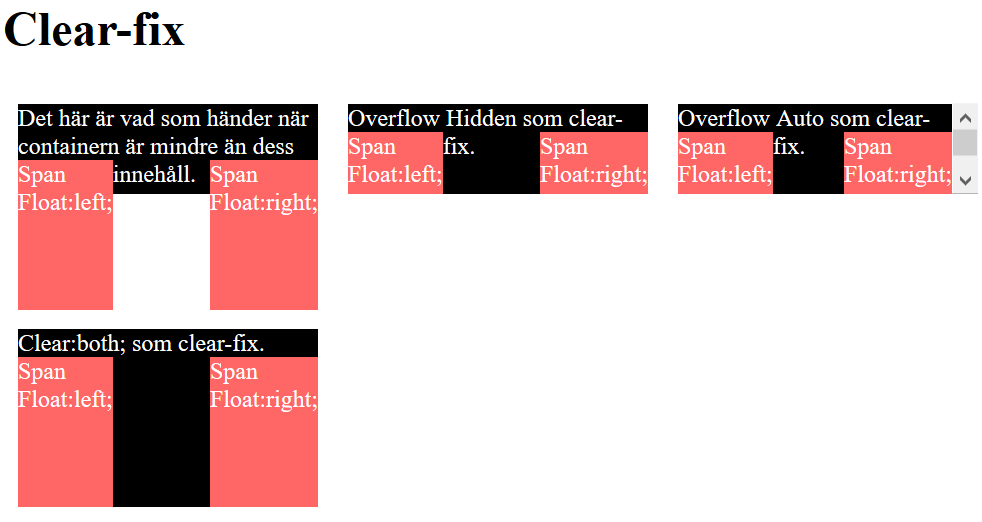 Clear-fix
Det här är vad som händer när
containern är mindre än dess
innehåll.
Span
Float:left;
Span
Float:right;
Overflow Hidden som clear-
fix.
Span
Float:left;
Span
Float:right;
Overflow Auto som clear-
fix.
Span
Float:left;
Span
Float:right;
Clear:both; som clear-fix.
Span
Float:left;
Span
Float:right;